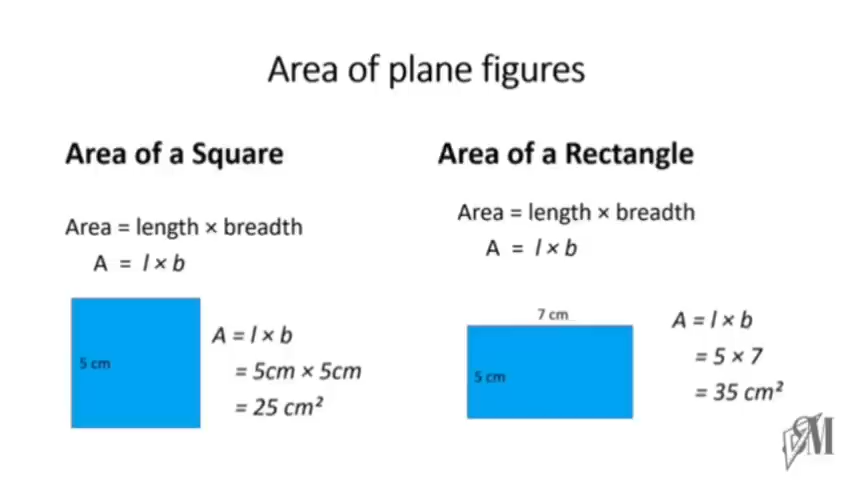 Area of plane figures
Area of a Square
Area = length × breadth
A = l × b
5 cm
A = l × b
= 5cm × 5cm
= 25 cm²
Area of a Rectangle
Area = length × breadth
A = l × b
7 cm
5 cm
A = l × b
= 5 × 7
= 35 cm²
M